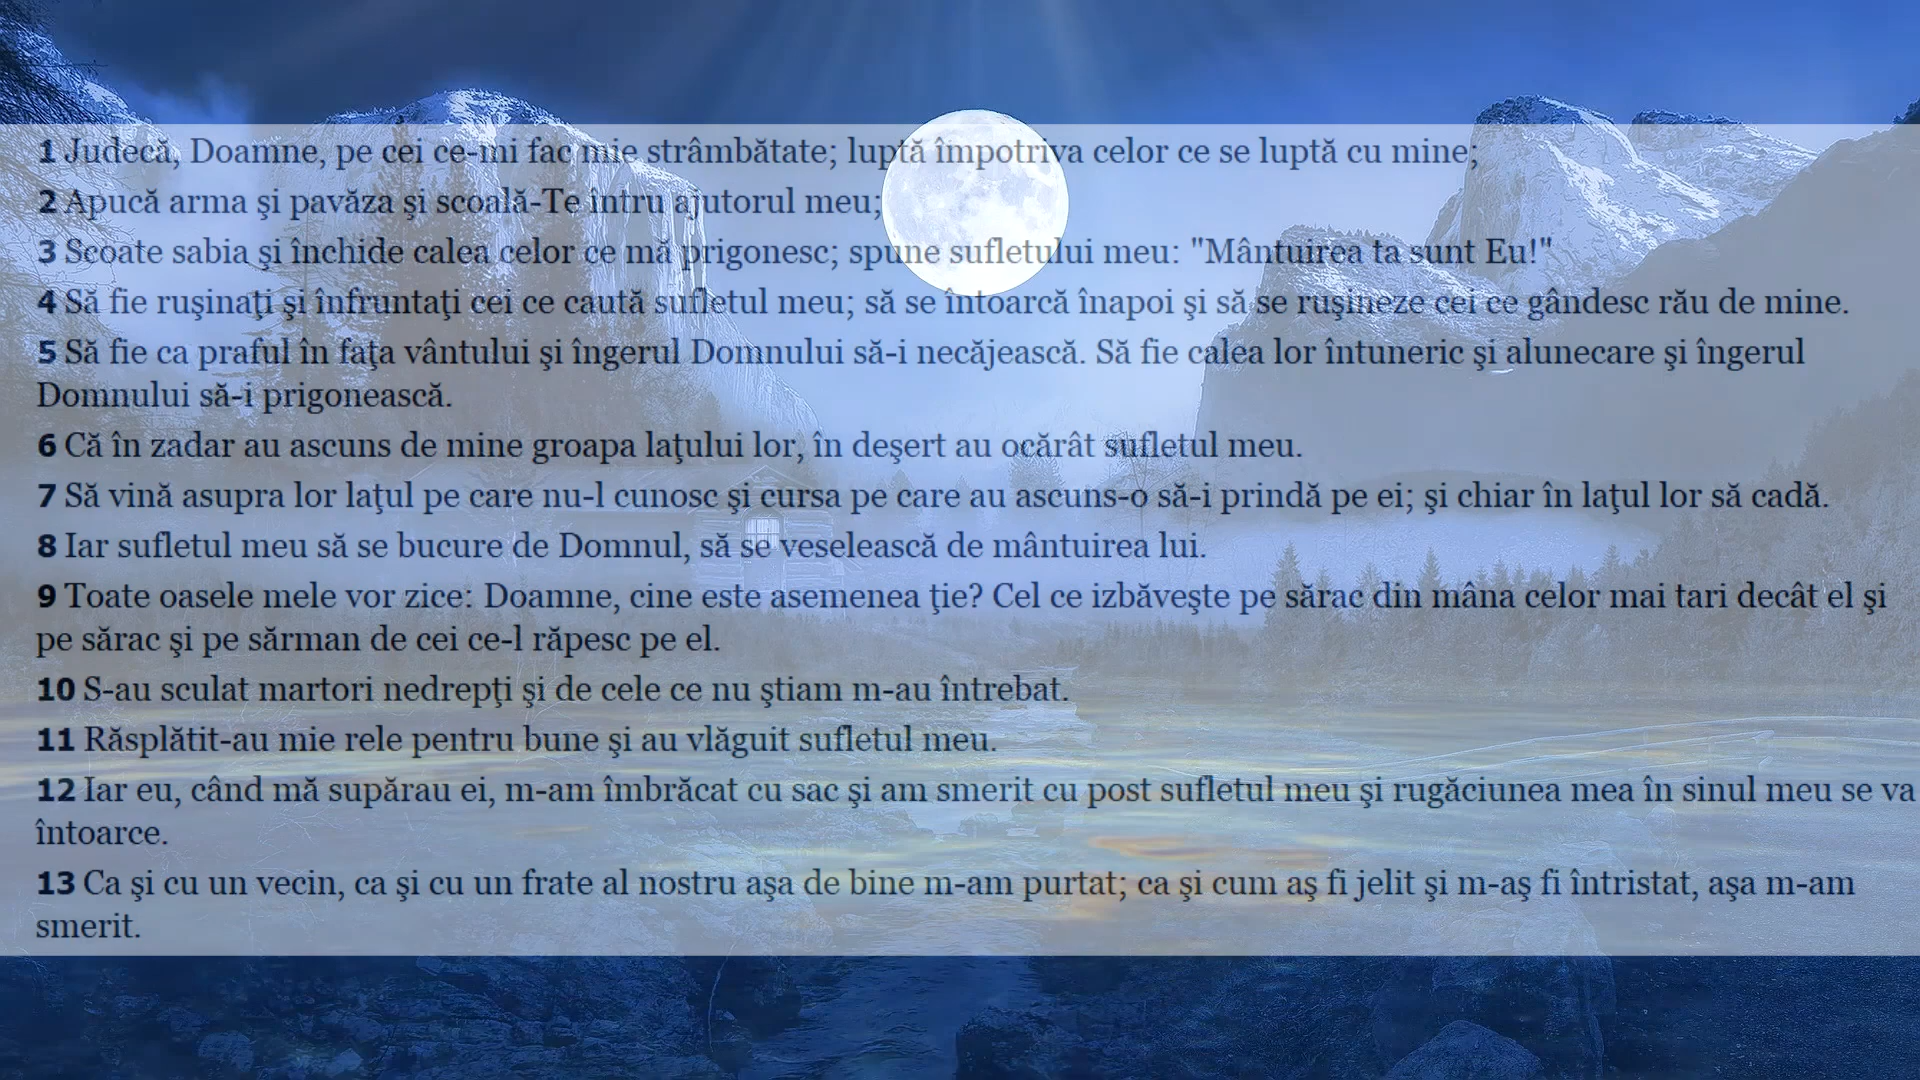 1 Judecă, Doamne, pe cei ce-mi fac mie strâmbătate; luptă împotriva celor ce se luptă cu mine;
2 Apucă arma şi pavăza şi scoală-Te întru ajutorul meu;
3 Scoate sabia şi închide calea celor ce mă prigonesc; spune sufletului meu: "Mântuirea ta sunt Eu!"
4 Să fie ruşinaţi şi înfruntaţi cei ce caută sufletul meu; să se întoarcă înapoi şi să se ruşineze cei ce gândesc rău de mine.
5 Să fie ca praful în faţa vântului şi îngerul Domnului să-i necăjească. Să fie calea lor întuneric şi alunecare şi îngerul
Domnului să-i prigonească.
6 Că în zadar au ascuns de mine groapa laţului lor, în deşert au ocărât sufletul meu.
7 Să vină asupra lor laţul pe care nu-l cunosc şi cursa pe care au ascuns-o să-i prindă pe ei; şi chiar în laţul lor să cadă.
8 Iar sufletul meu să se bucure de Domnul, să se veselească de mântuirea lui.
9 Toate oasele mele vor zice: Doamne, cine este asemenea ţie? Cel ce izbăveşte pe sărac din mâna celor mai tari decât el şi
pe sărac şi pe sărman de cei ce-l răpesc pe el.
10 S-au sculat martori nedrepţi şi de cele ce nu ştiam m-au întrebat.
11 Răsplătit-au mie rele pentru bune şi au vlăguit sufletul meu.
12 Iar eu, când mă supărau ei, m-am îmbrăcat cu sac şi am smerit cu post sufletul meu şi rugăciunea mea în sinul meu se va
întoarce.
13 Ca şi cu un vecin, ca şi cu un frate al nostru aşa de bine m-am purtat; ca şi cum aş fi jelit şi m-aş fi întristat, aşa m-am
smerit.